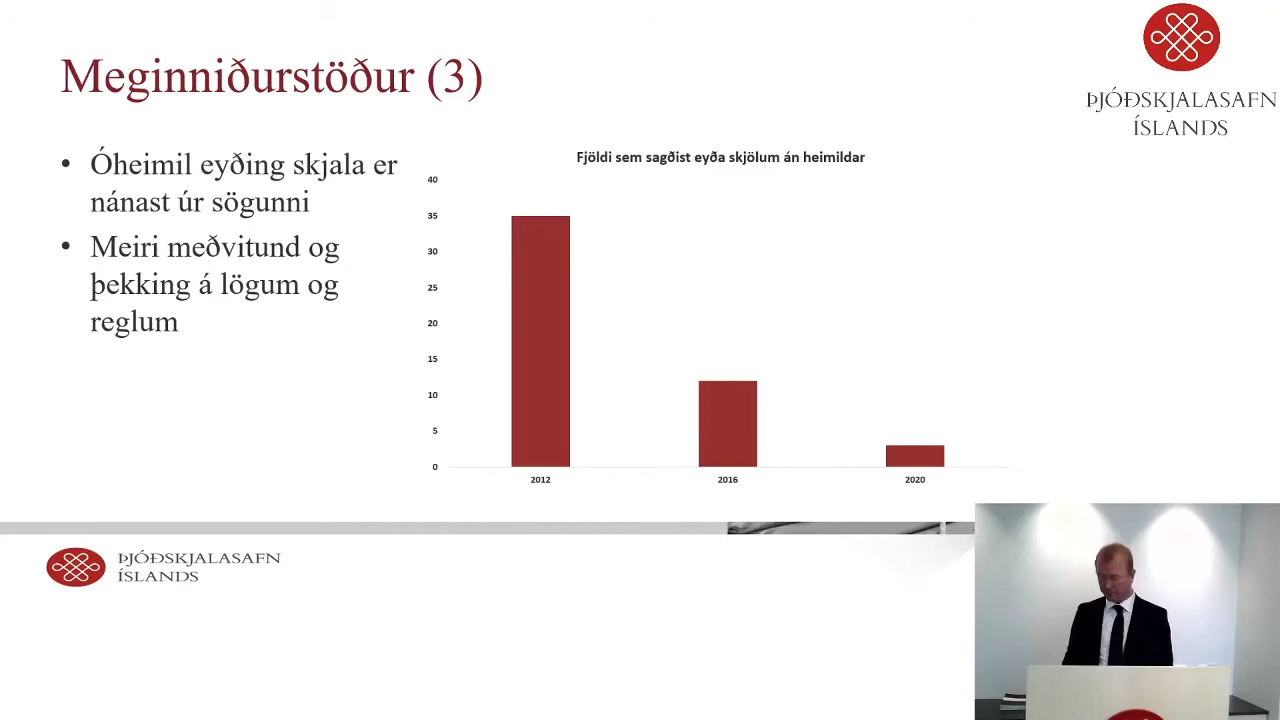 Meginniðurstöður (3)
ÞJÓÐSKJALASAFN
ÍSLANDS
• Óheimil eyðing skjala er
nánast úr sögunni
• Meiri meðvitund og
þekking á lögum og
reglum
Fjöldi sem sagðist eyða skjölum án heimildar
40
35
30
25
20
15
10
5
0
2012
2016
2020
ÞJÓÐSKJALASAFN
ÍSLANDS